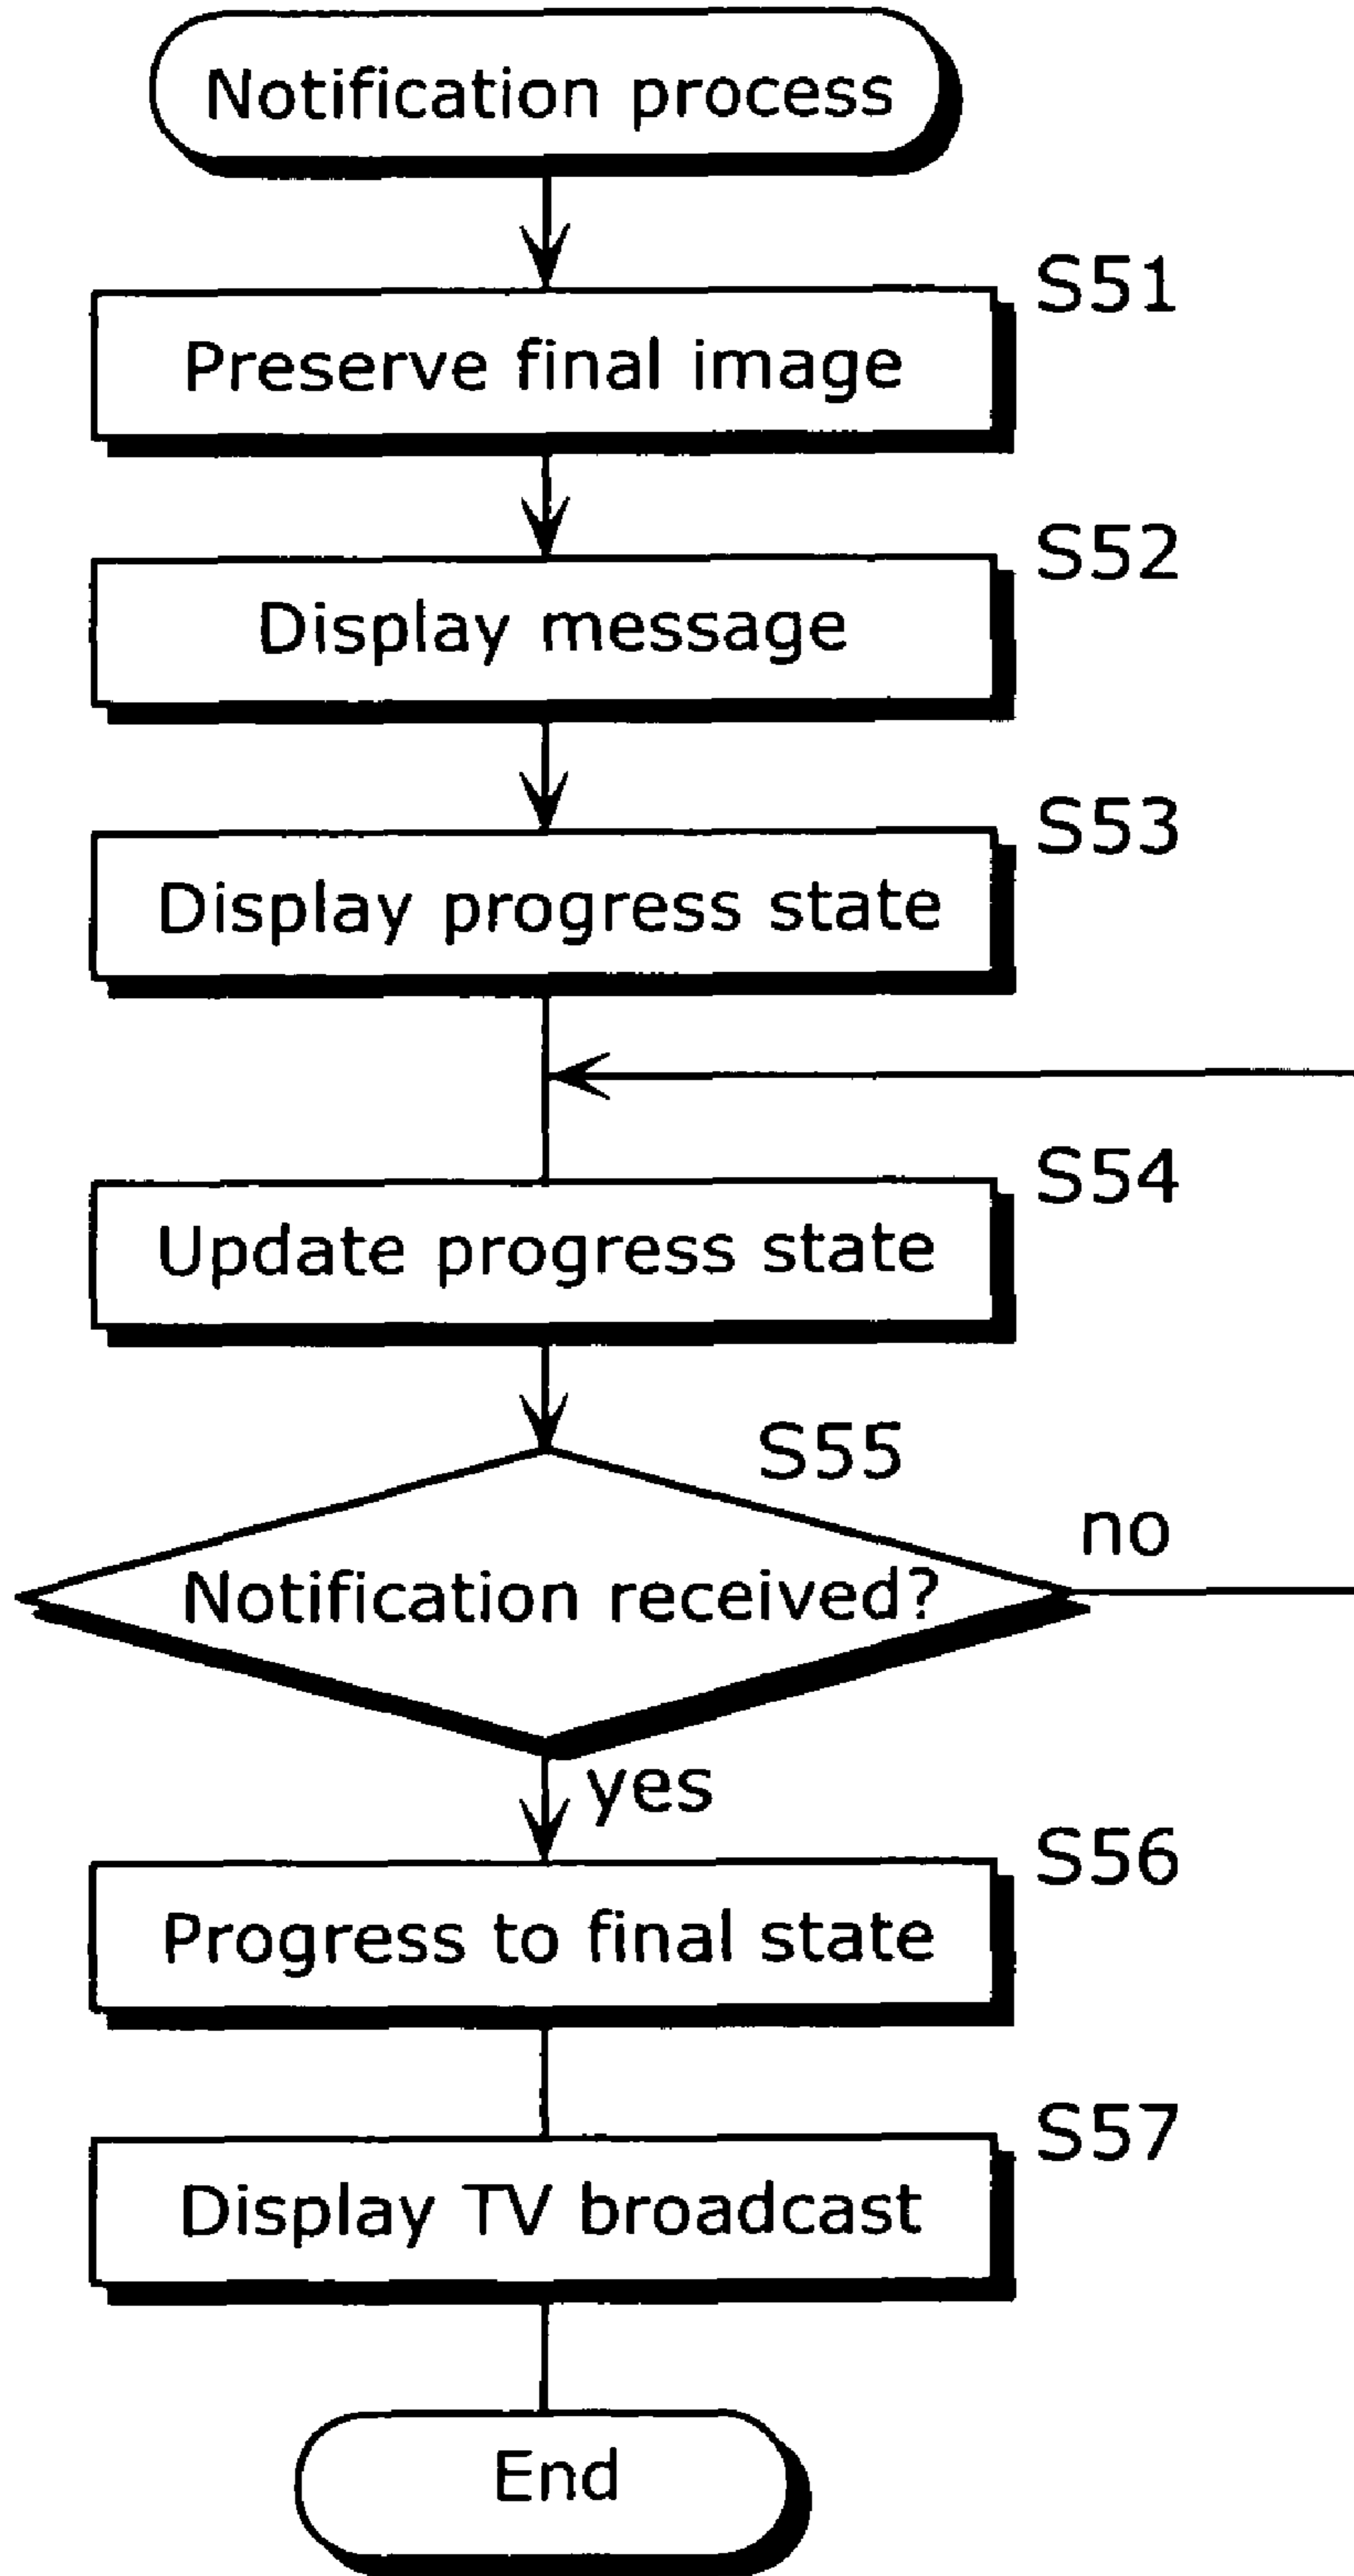 Notification process
S51
Preserve final image
S52
Display message
S53
Display progress state
S54
Update progress state
S55
Notification received?
no
yes
S56
Progress to final state
S57
Display TV broadcast
End